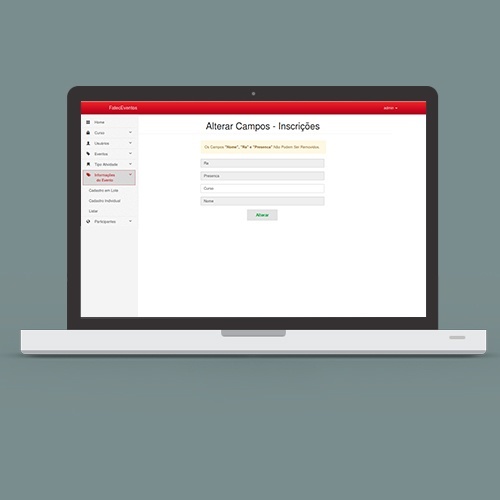 FatecEventos
admin
Home
Curso
Usuários
Eventos
Tipo Atividade
Informações
do Evento
Cadastro em Lote
Cadastro Individual
Listar
Participantes
Alterar Campos - Inscrições
Os Campos "Nome", "Ra" e "Presenca" Não Podem Ser Removidos.
Ra
Presenca
Curso
Nome
Alterar